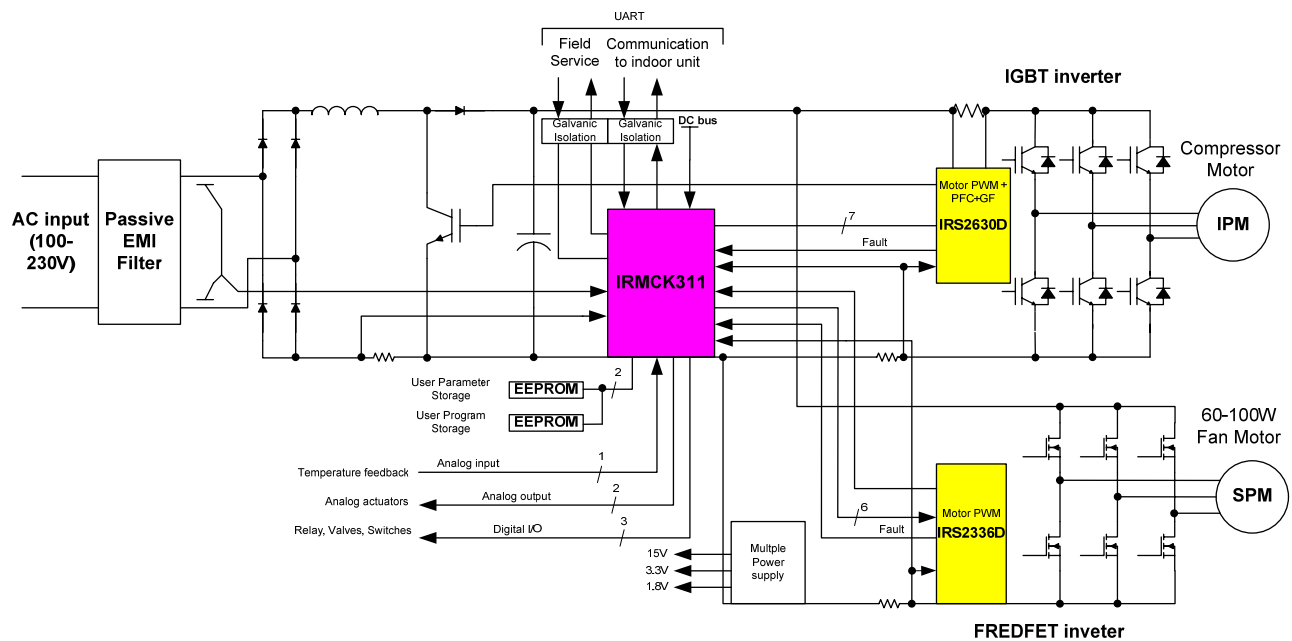 UART
Field
Service
Communication
to indoor unit
IGBT inverter
Galvanic
Isolation
Galvanic
Isolation
DC bus
Compressor
Motor
AC input
(100-
230V)
Passive
EMI
Filter
Motor PWM +
PFC+GF
IRS2630D
7
Fault
IPM
IRMCK311
User Parameter
Storage
EEPROM
2
User Program
Storage
EEPROM
60-100W
Fan Motor
Temperature feedback
Analog input
1
Analog actuators
Analog output
2
Relay, Valves, Switches
Digital I/O
3
6
Fault
Motor PWM
IRS2336D
SPM
15V
3.3V
1.8V
Multple
Power
supply
FREDFET inveter